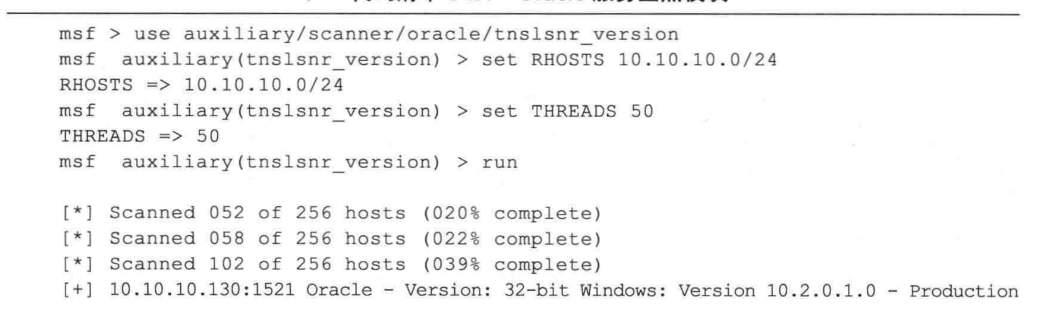 msf > use auxiliary/scanner/oracle/tnslsnr_version
msf  auxiliary(tnslsnr_version) > set RHOSTS 10.10.10.0/24
RHOSTS => 10.10.10.0/24
msf  auxiliary(tnslsnr_version) > set THREADS 50
THREADS => 50
msf  auxiliary(tnslsnr_version) > run
[*] Scanned 052 of 256 hosts (020% complete)
[*] Scanned 058 of 256 hosts (022% complete)
[*] Scanned 102 of 256 hosts (039% complete)
[+] 10.10.10.130:1521 Oracle - Version: 32-bit Windows: Version 10.2.0.1.0 - Production